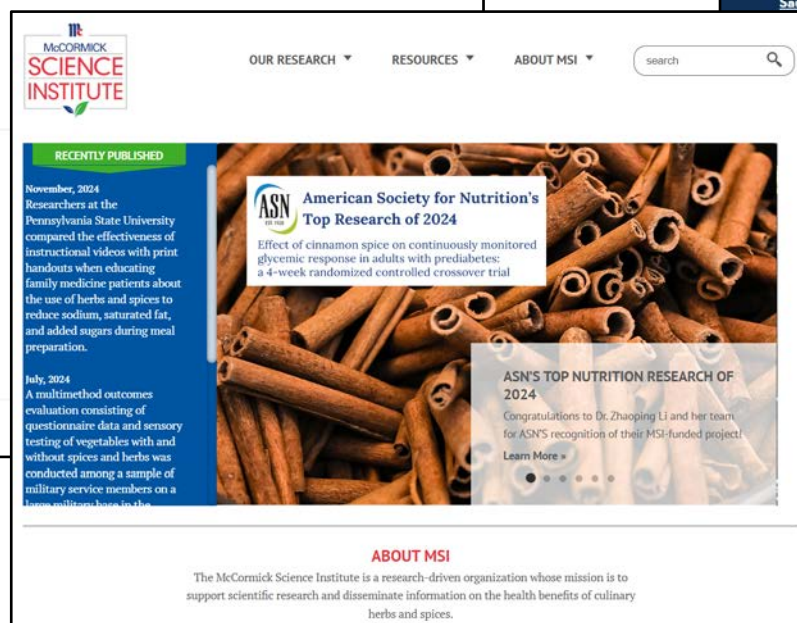 McCORMICK
SCIENCE
INSTITUTE
OUR RESEARCH
RESOURCES
ABOUT MSI
search
RECENTLY PUBLISHED
November, 2024
Researchers at the
Pennsylvania State University
compared the effectiveness of
instructional videos with print
handouts when educating
family medicine patients about
the use of herbs and spices to
reduce sodium, saturated fat,
and added sugars during meal
preparation.
July, 2024
A multimethod outcomes
evaluation consisting of
questionnaire data and sensory
testing of vegetables with and
without spices and herbs was
conducted among a sample of
military service members on a
large military base in the
ASN
EST. 1928
American Society for Nutrition's
Top Research of 2024
Effect of cinnamon spice on continuously monitored
glycemic response in adults with prediabetes:
a 4-week randomized controlled crossover trial
ASN'S TOP NUTRITION RESEARCH OF
2024
Congratulations to Dr. Zhaoping Li and her team
for ASN'S recognition of their MSI-funded project!
Learn More »
ABOUT MSI
The McCormick Science Institute is a research-driven organization whose mission is to
support scientific research and disseminate information on the health benefits of culinary
herbs and spices.